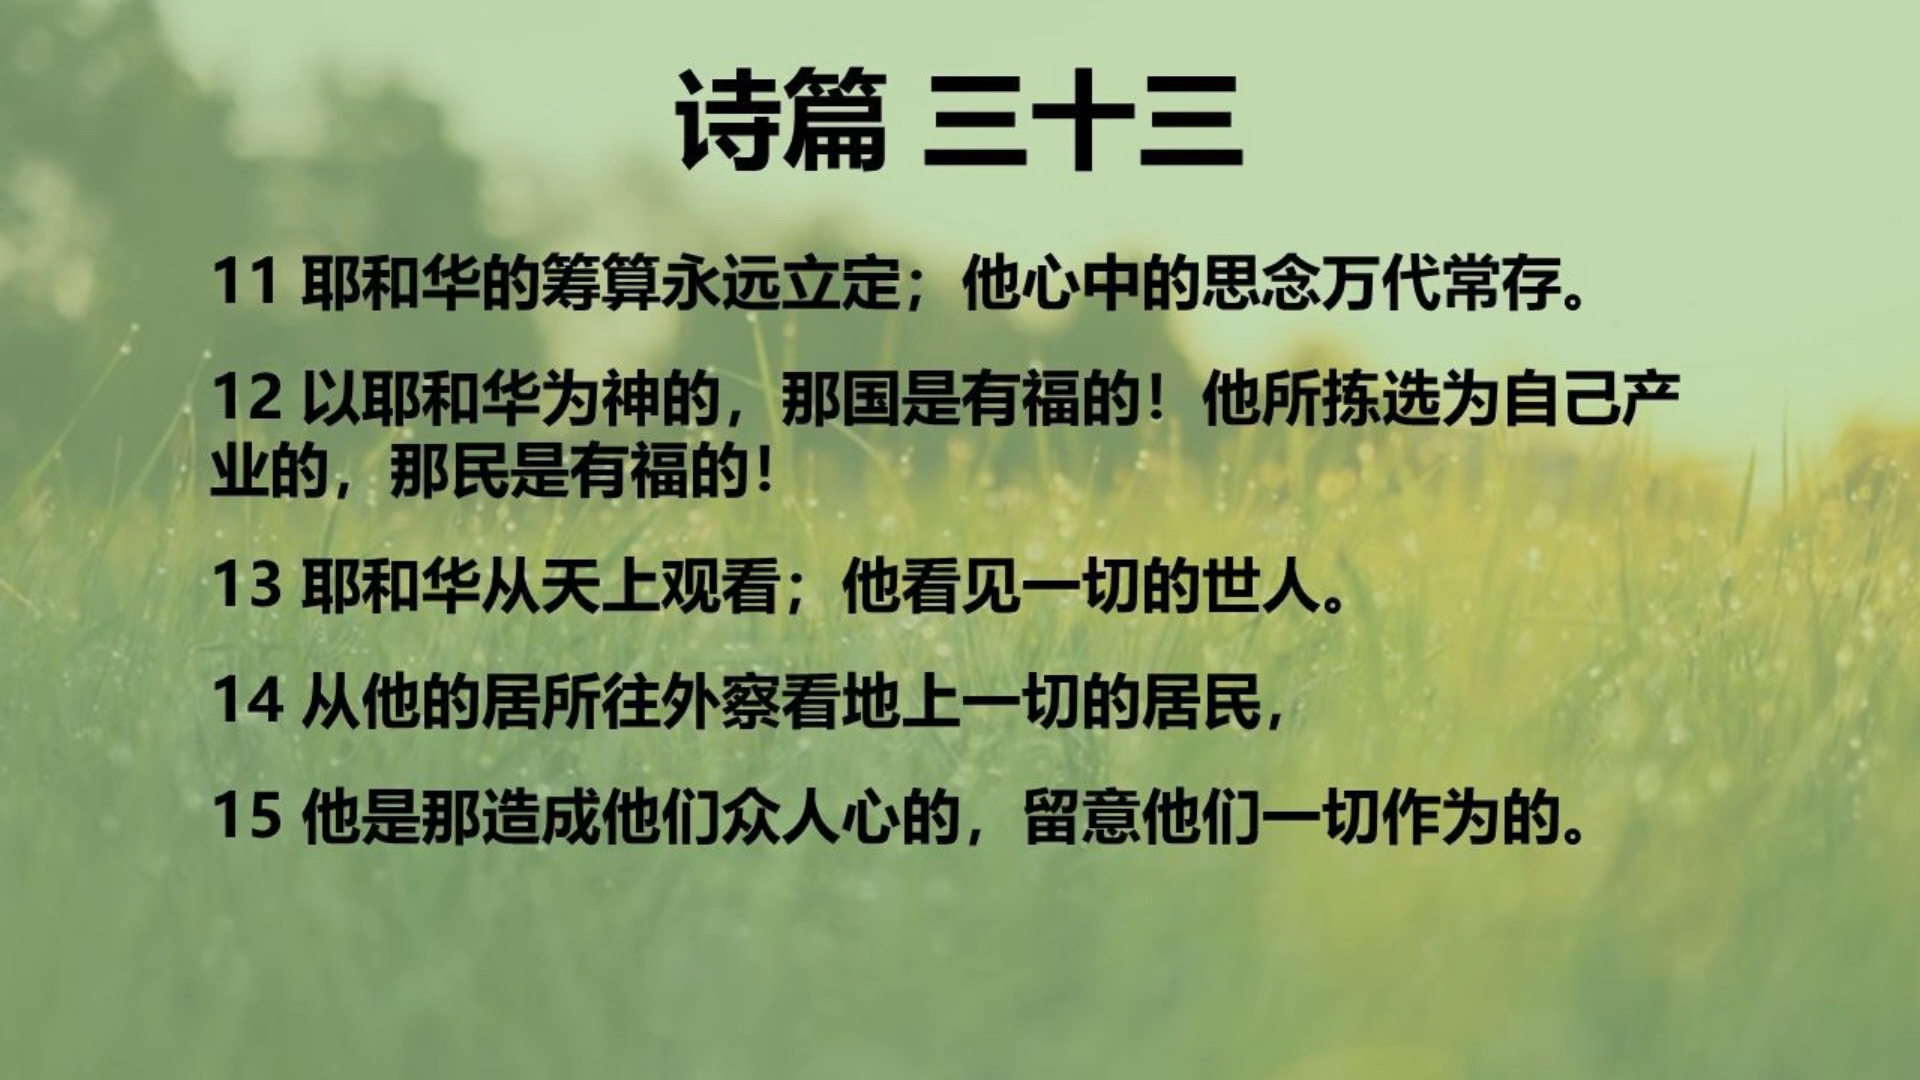 诗篇 三十三
11 耶和华的筹算永远立定；他心中的思念万代常存。
12 以耶和华为神的，那国是有福的！他所拣选为自己产
业的，那民是有福的！
13 耶和华从天上观看；他看见一切的世人。
14 从他的居所往外察看地上一切的居民，
15 他是那造成他们众人心的，留意他们一切作为的。